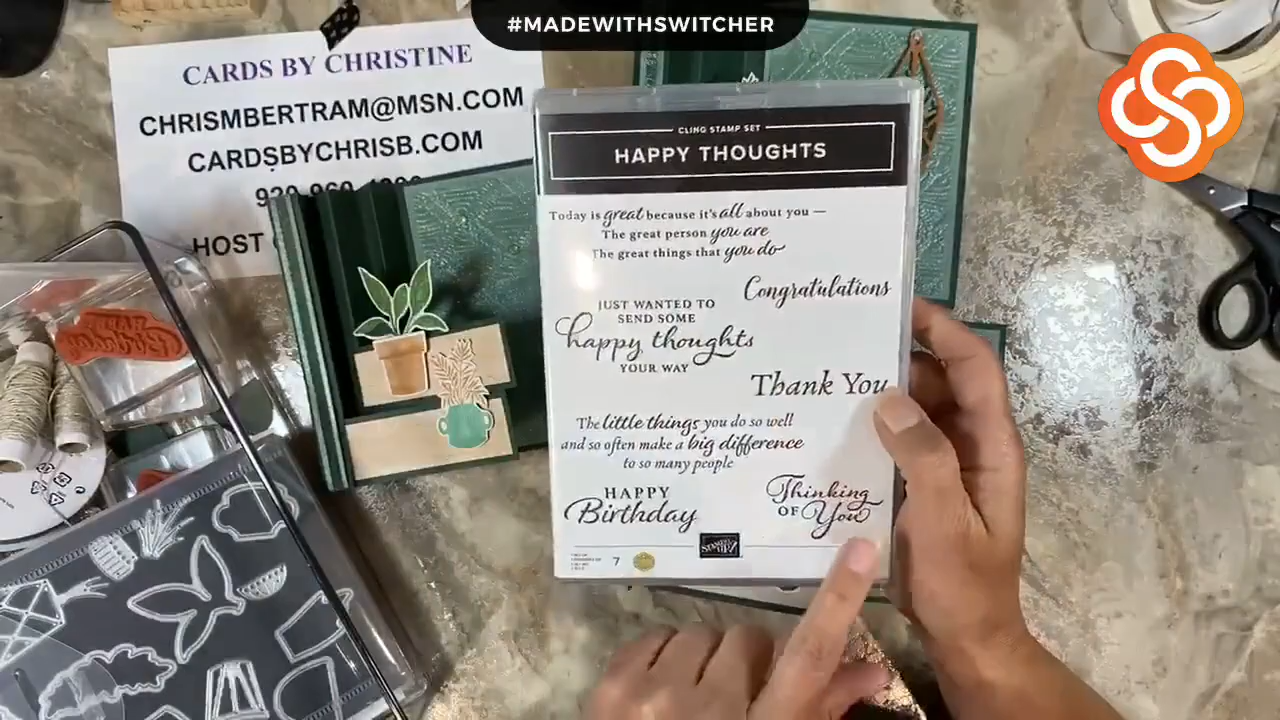 #MADEWITHSWITCHER
CARDS BY CHRISTINE
CHRISMBERTRAM@MSN.COM
CARDSBYCHRISB.COM
HOST
CLING STAMP SET
HAPPY THOUGHTS
Today is great because it's all about you —
The great person you are
The great things that you do
Congratulations
JUST WANTED TO
SEND SOME
happy thoughts
YOUR WAY
Thank You
The little things you do so well
and so often make a big difference
to so many people
HAPPY
Birthday
Thinking
OF You
STAMPIN' UP!
7